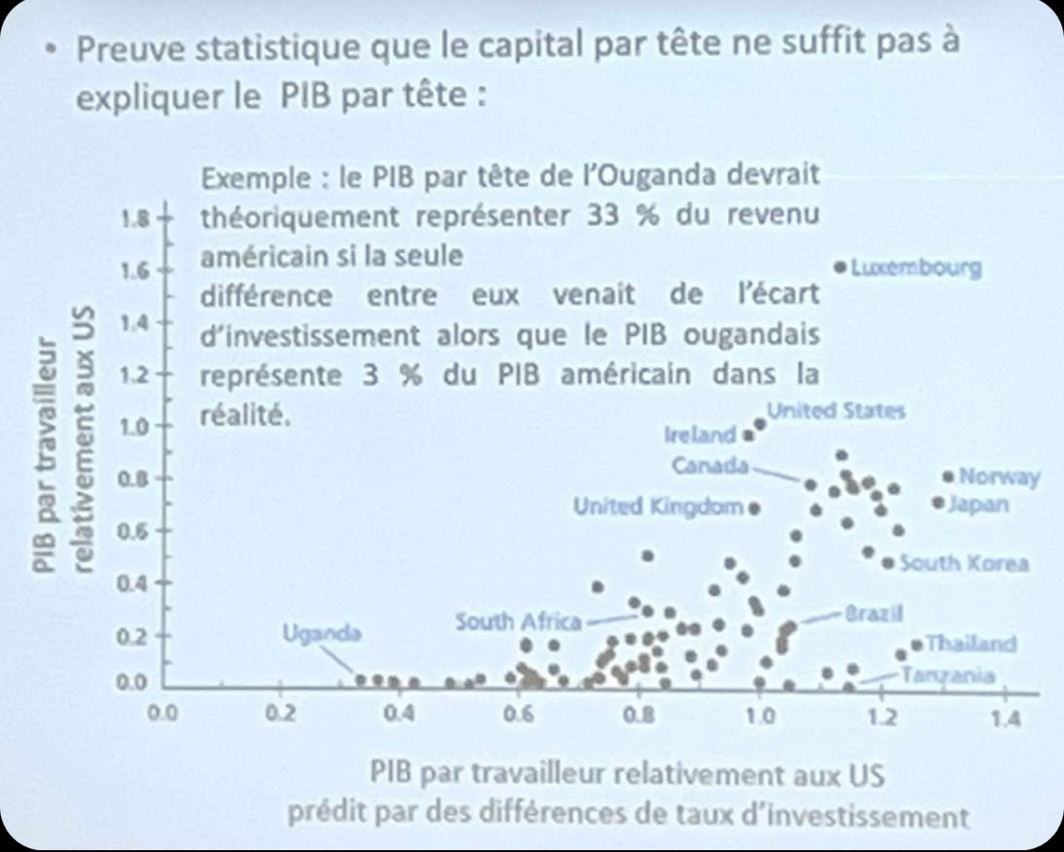 • Preuve statistique que le capital par tête ne suffit pas à
expliquer le PIB par tête :
Exemple : le PIB par tête de l'Ouganda devrait
théoriquement représenter 33 % du revenu
américain si la seule
différence entre eux venait de l'écart
d'investissement alors que le PIB ougandais
représente 3 % du PIB américain dans la
réalité.
PIB par travailleur
relativement aux US
1.8
1.6
1.4
1.2
1.0
0.8
0.6
0.4
0.2
0.0
Luxembourg
United States
Ireland
Canada
Norway
United Kingdom
Japan
South Korea
South Africa
Brazil
Uganda
Thailand
Tanzania
0.0 0.2 0.4 0.6 0.8 1.0 1.2 1.4
PIB par travailleur relativement aux US
prédit par des différences de taux d'investissement